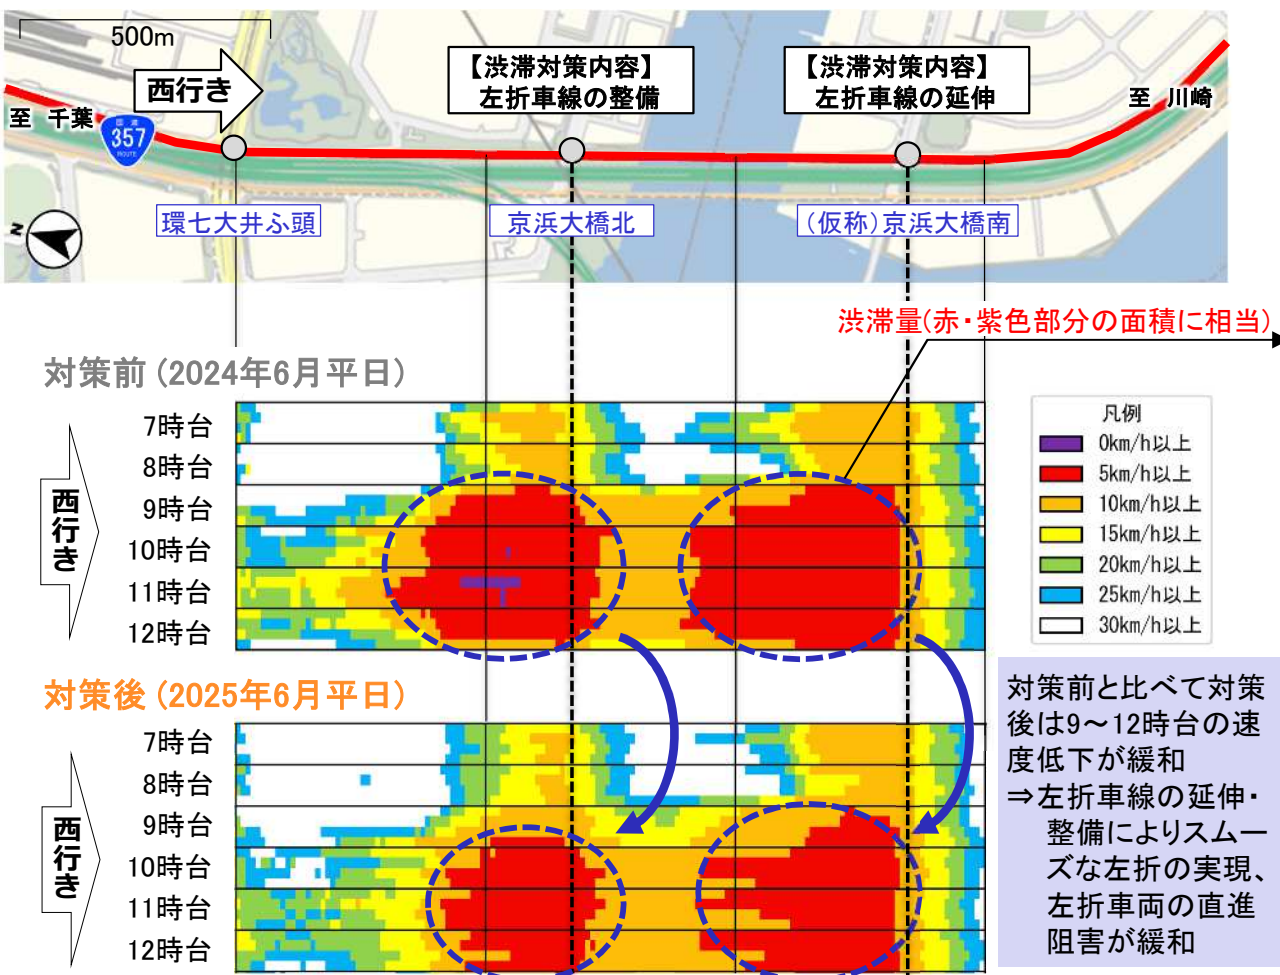 500m
西行き
【渋滞対策内容】
左折車線の整備
【渋滞対策内容】
左折車線の延伸
至 千葉
至 川崎
国道
357
ROUTE
環七大井ふ頭
京浜大橋北
(仮称)京浜大橋南
N
渋滞量(赤・紫色部分の面積に相当)
対策前(2024年6月平日)
西行き
7時台
8時台
9時台
10時台
11時台
12時台
凡例
0km/h以上
5km/h以上
10km/h以上
15km/h以上
20km/h以上
25km/h以上
30km/h以上
対策後(2025年6月平日)
西行き
7時台
8時台
9時台
10時台
11時台
12時台
対策前と比べて対策
後は9～12時台の速
度低下が緩和
⇒左折車線の延伸・
整備によりスムー
ズな左折の実現、
左折車両の直進
阻害が緩和